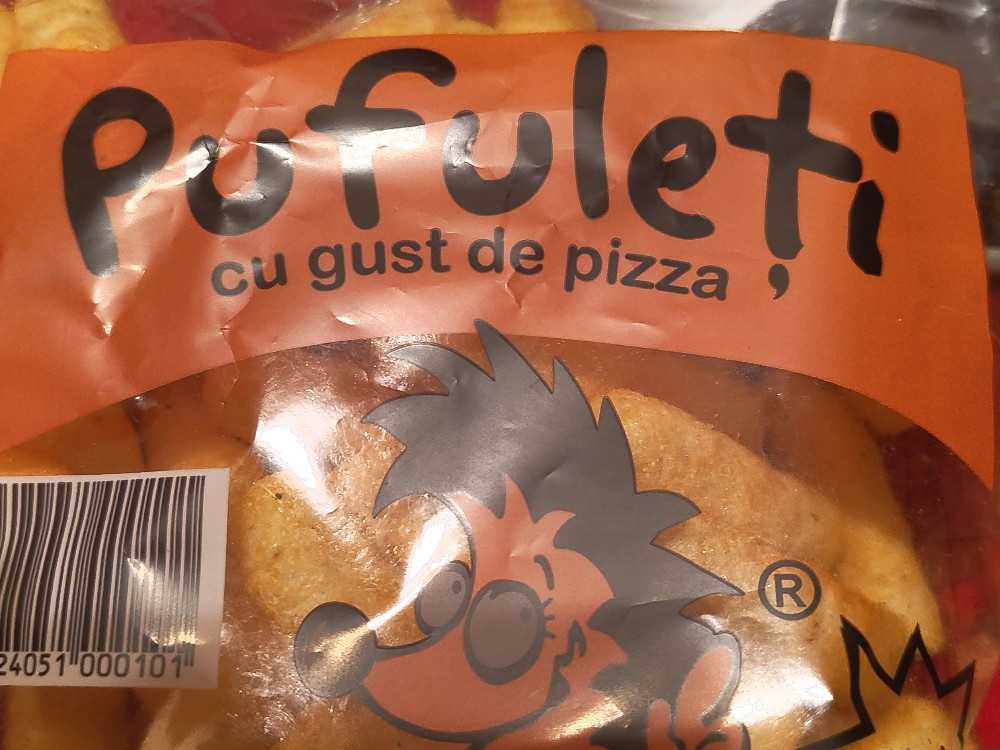 Pufuleți
cu gust de pizza
®
24051 000101